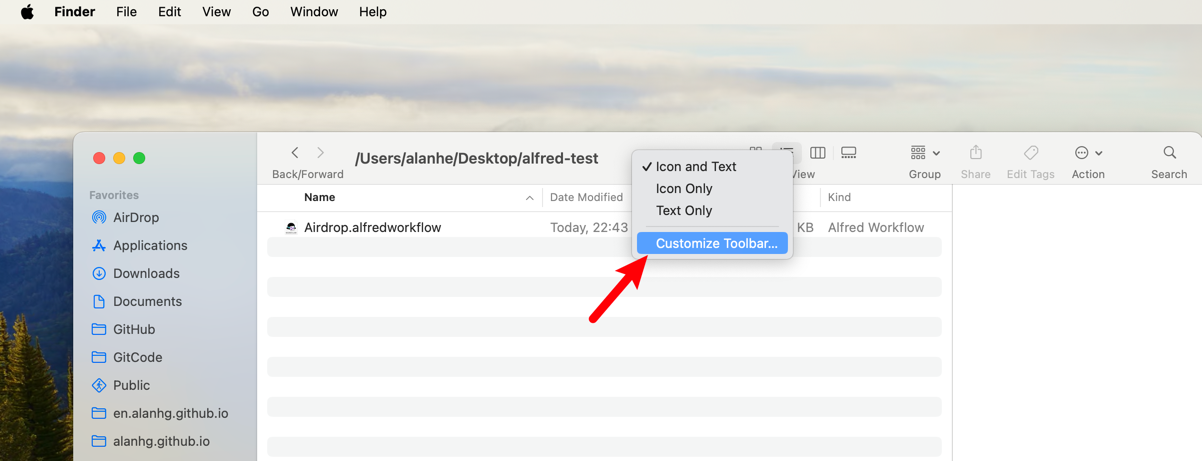 Finder File Edit View Go Window Help
/Users/alanhe/Desktop/alfred-test
Back/Forward
View
Group
Share
Edit Tags
Action
Search
Icon and Text
Icon Only
Text Only
Customize Toolbar...
Name Date Modified Kind
Airdrop.alfredworkflow Today, 22:43 KB Alfred Workflow
Favorites
AirDrop
Applications
Downloads
Documents
GitHub
GitCode
Public
en.alanhg.github.io
alanhg.github.io